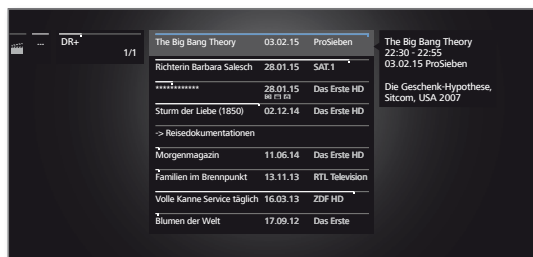 ...
DR+
1/1
The Big Bang Theory 03.02.15 ProSieben
Richterin Barbara Salesch 28.01.15 SAT.1
************ 28.01.15 Das Erste HD
Sturm der Liebe (1850) 02.12.14 Das Erste HD
-> Reisedokumentationen
Morgenmagazin 11.06.14 Das Erste HD
Familien im Brennpunkt 13.11.13 RTL Television
Volle Kanne Service täglich 16.03.13 ZDF HD
Blumen der Welt 17.09.12 Das Erste
The Big Bang Theory
22:30 - 22:55
03.02.15 ProSieben
Die Geschenk-Hypothese,
Sitcom, USA 2007